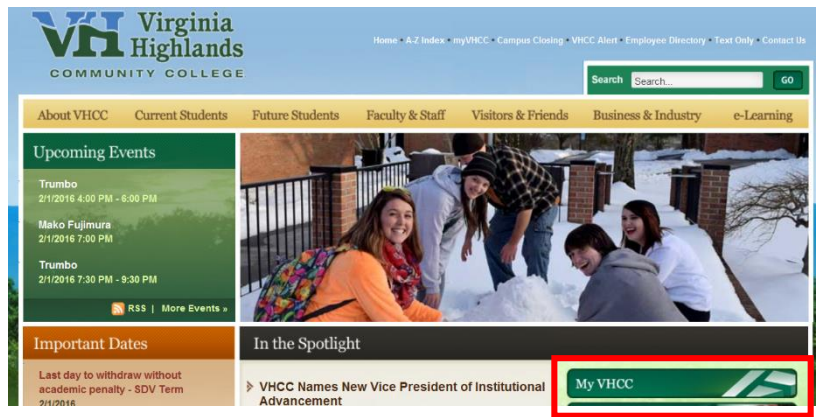 VH Virginia
Highlands
COMMUNITY COLLEGE
Home • A-Z Index • myVHCC • Campus Closing • VHCC Alert • Employee Directory • Text Only • Contact Us
Search Search... GO
About VHCC Current Students Future Students Faculty & Staff Visitors & Friends Business & Industry e-Learning
Upcoming Events
Trumbo
2/1/2016 4:00 PM - 6:00 PM
Mako Fujimura
2/1/2016 7:00 PM
Trumbo
2/1/2016 7:30 PM - 9:30 PM
RSS | More Events »
Important Dates
Last day to withdraw without
academic penalty - SDV Term
2/1/2016
In the Spotlight
VHCC Names New Vice President of Institutional
Advancement
My VHCC